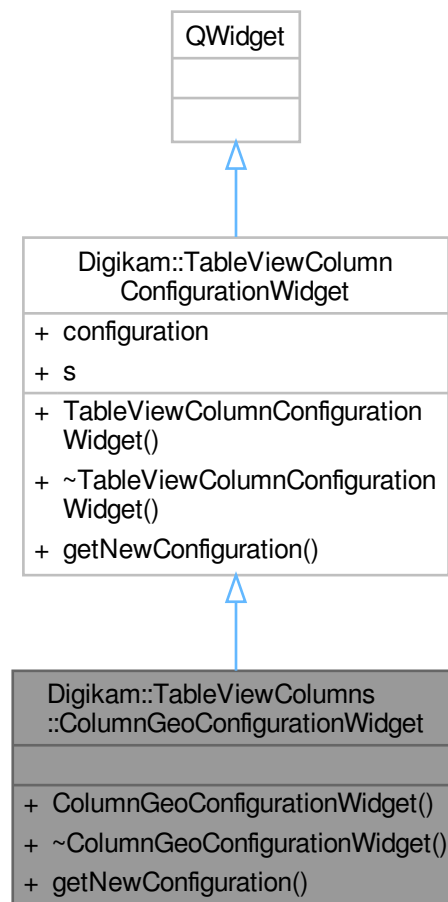 QWidget
Digikam::TableViewColumn
ConfigurationWidget
+ configuration
+ s
+ TableViewColumnConfiguration
Widget()
+ ~TableViewColumnConfiguration
Widget()
+ getNewConfiguration()
Digikam::TableViewColumns
::ColumnGeoConfigurationWidget
+ ColumnGeoConfigurationWidget()
+ ~ColumnGeoConfigurationWidget()
+ getNewConfiguration()